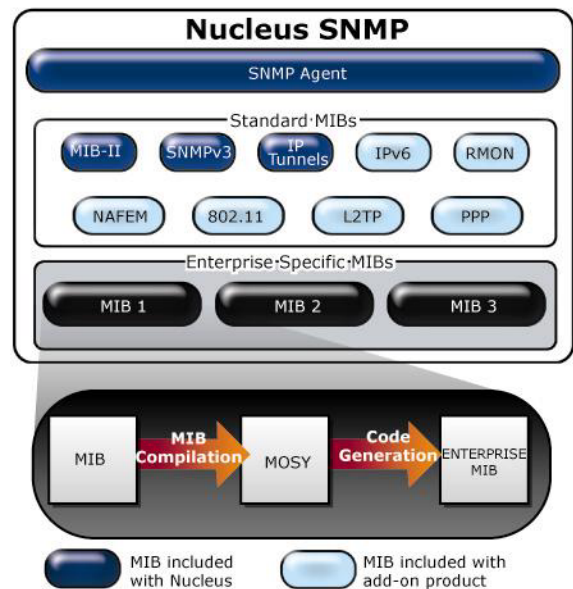 Nucleus SNMP
SNMP Agent
Standard MIBs
MIB-II
SNMPv3
IP
Tunnels
IPv6
RMON
NAFEM
802.11
L2TP
PPP
Enterprise Specific MIBs
MIB 1
MIB 2
MIB 3
MIB
MIB
Compilation
MOSY
Code
Generation
ENTERPRISE
MIB
MIB included
with Nucleus
MIB included with
add-on product